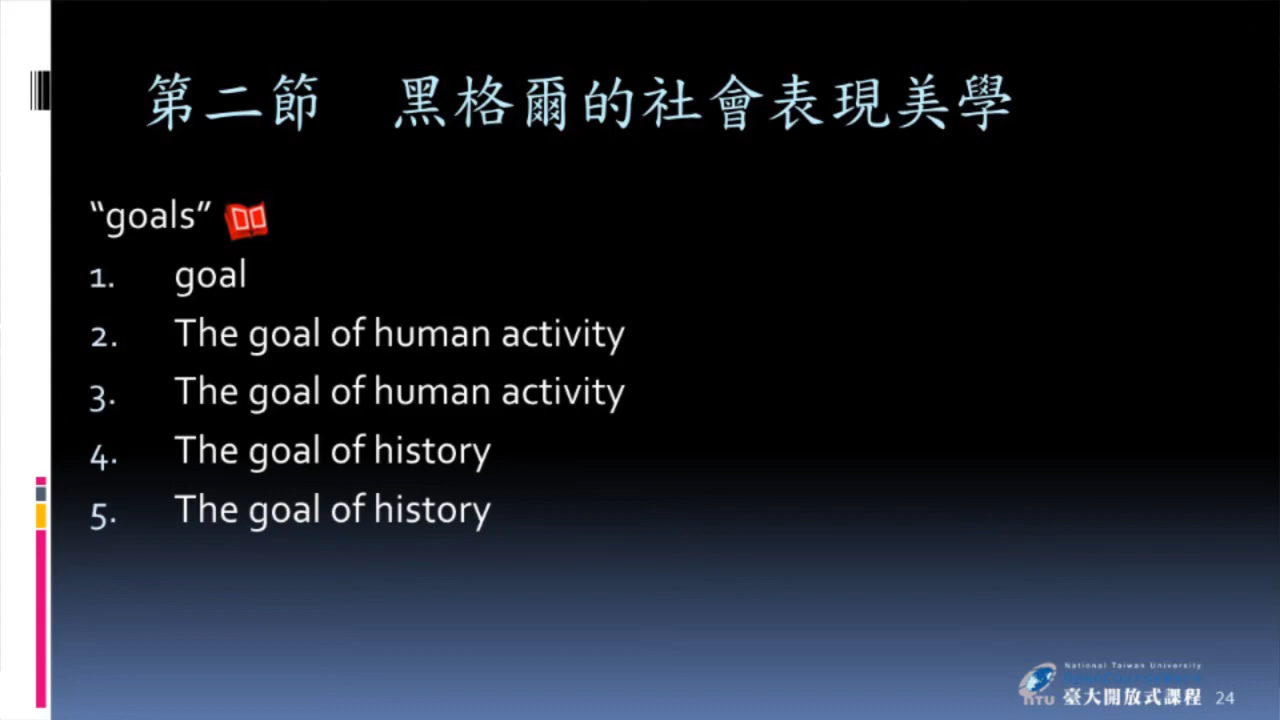 第二節　黑格爾的社會表現美學
“goals”
1. goal
2. The goal of human activity
3. The goal of human activity
4. The goal of history
5. The goal of history
National Taiwan University
NTU 臺大開放式課程 24